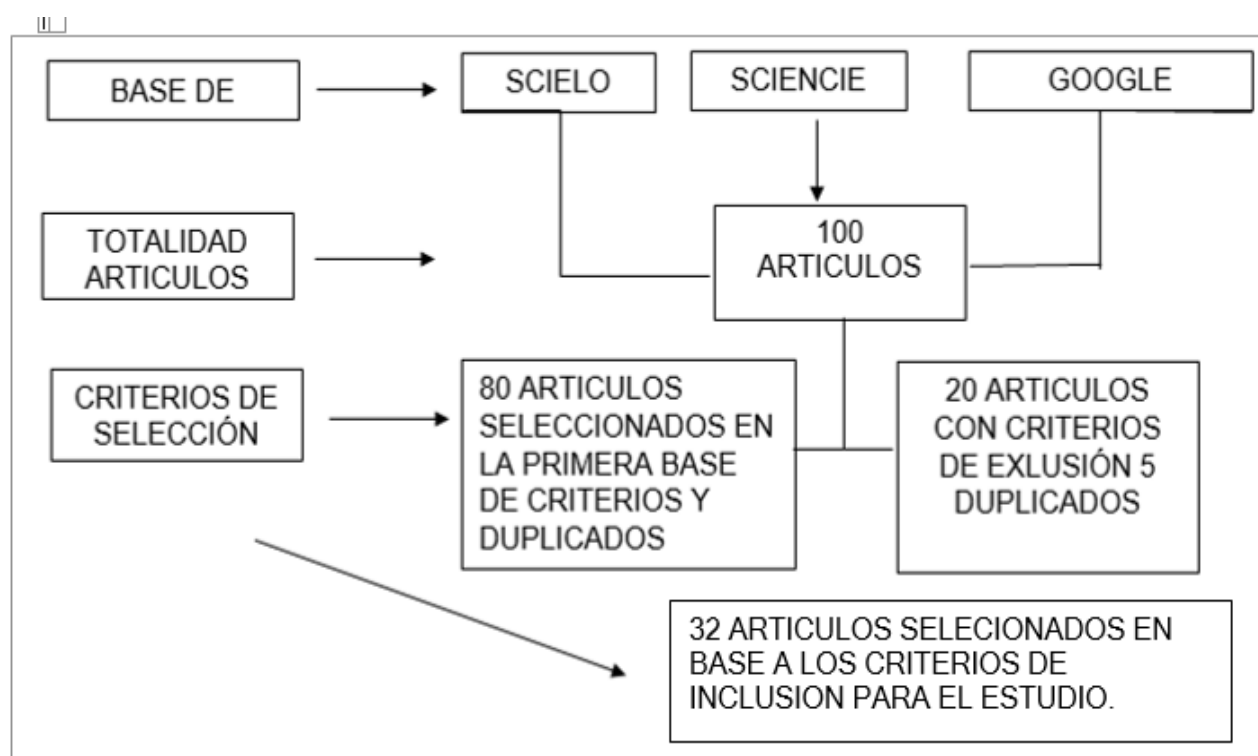 BASE DE
SCIELO
SCIENCIE
GOOGLE
TOTALIDAD
ARTICULOS
100
ARTICULOS
CRITERIOS DE
SELECCIÓN
80 ARTICULOS
SELECCIONADOS EN
LA PRIMERA BASE
DE CRITERIOS Y
DUPLICADOS
20 ARTICULOS
CON CRITERIOS
DE EXLUSIÓN 5
DUPLICADOS
32 ARTICULOS SELECIONADOS EN
BASE A LOS CRITERIOS DE
INCLUSION PARA EL ESTUDIO.